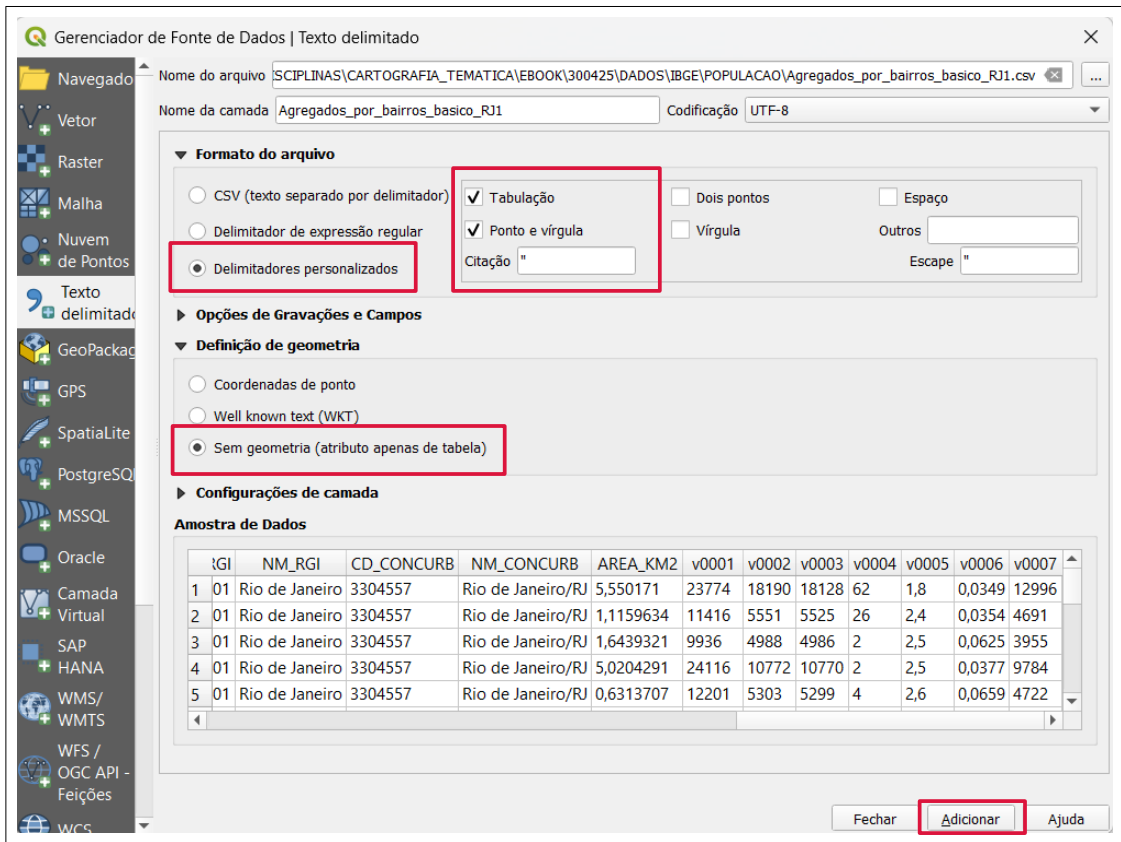 Gerenciador de Fonte de Dados | Texto delimitado
Navegado
Vetor
Raster
Malha
Nuvem
de Pontos
Texto
delimitado
GeoPackag
GPS
SpatiaLite
PostgreSQ
MSSQL
Oracle
Camada
Virtual
SAP
HANA
WMS/
WMTS
WFS /
OGC API -
Feições
WCS
Nome do arquivo :SCIPLINAS\CARTOGRAFIA_TEMATICA\EBOOK\300425\DADOS\IBGE\POPULACAO\Agregados_por_bairros_basico_RJ1.csv ...
Nome da camada Agregados_por_bairros_basico_RJ1 Codificação UTF-8
Formato do arquivo
CSV (texto separado por delimitador) Tabulação Dois pontos Espaço
Delimitador de expressão regular Ponto e vírgula Vírgula Outros
Delimitadores personalizados Citação " Escape "
Opções de Gravações e Campos
Definição de geometria
Coordenadas de ponto
Well known text (WKT)
Sem geometria (atributo apenas de tabela)
Configurações de camada
Amostra de Dados
RGI NM_RGI CD_CONCURB NM_CONCURB AREA_KM2 v0001 v0002 v0003 v0004 v0005 v0006 v0007
1 01 Rio de Janeiro 3304557 Rio de Janeiro/RJ 5,550171 23774 18190 18128 62 1,8 0,0349 12996
2 01 Rio de Janeiro 3304557 Rio de Janeiro/RJ 1,1159634 11416 5551 5525 26 2,4 0,0354 4691
3 01 Rio de Janeiro 3304557 Rio de Janeiro/RJ 1,6439321 9936 4988 4986 2 2,5 0,0625 3955
4 01 Rio de Janeiro 3304557 Rio de Janeiro/RJ 5,0204291 24116 10772 10770 2 2,5 0,0377 9784
5 01 Rio de Janeiro 3304557 Rio de Janeiro/RJ 0,6313707 12201 5303 5299 4 2,6 0,0659 4722
Fechar Adicionar Ajuda